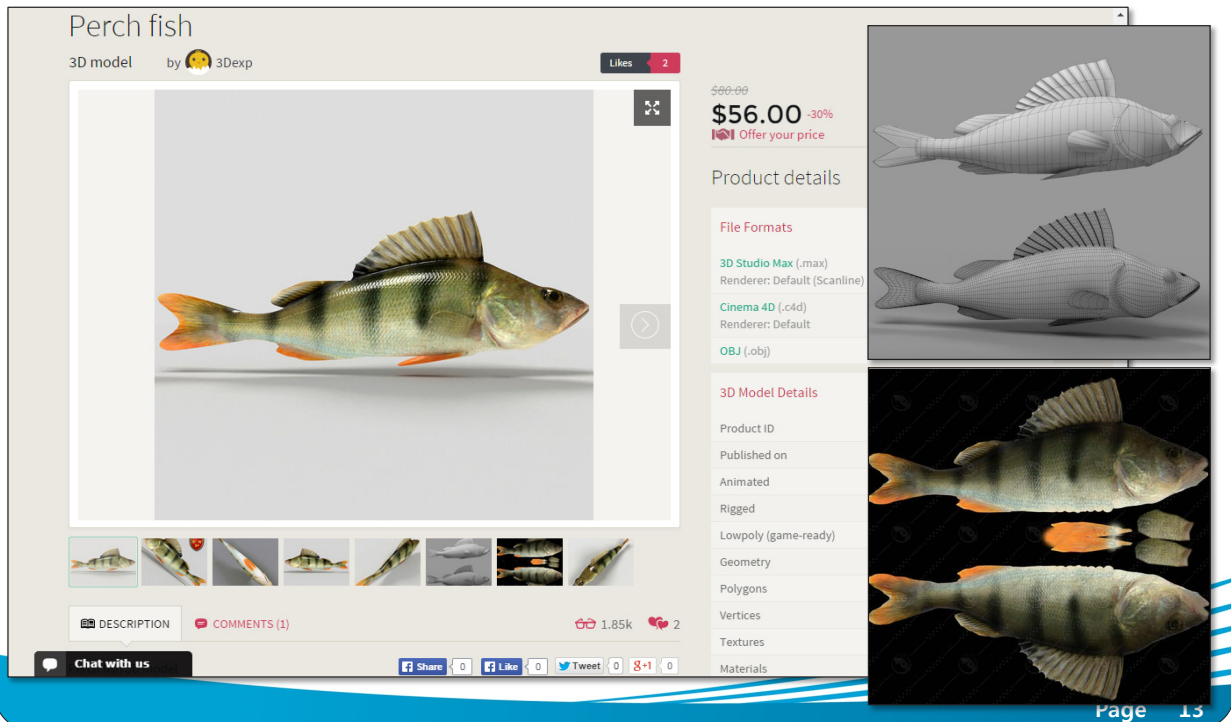 Perch fish
3D model by 3Dexp
Likes 2
$80.00
$56.00 -30%
Offer your price
Product details
File Formats
3D Studio Max (.max)
Renderer: Default (Scanline)
Cinema 4D (.c4d)
Renderer: Default
OBJ (.obj)
3D Model Details
Product ID
Published on
Animated
Rigged
Lowpoly (game-ready)
Geometry
Polygons
Vertices
Textures
Materials
DESCRIPTION
COMMENTS (1)
1.85k 2
Chat with us
Share 0 Like 0 Tweet 0 g+1 0
Page 13